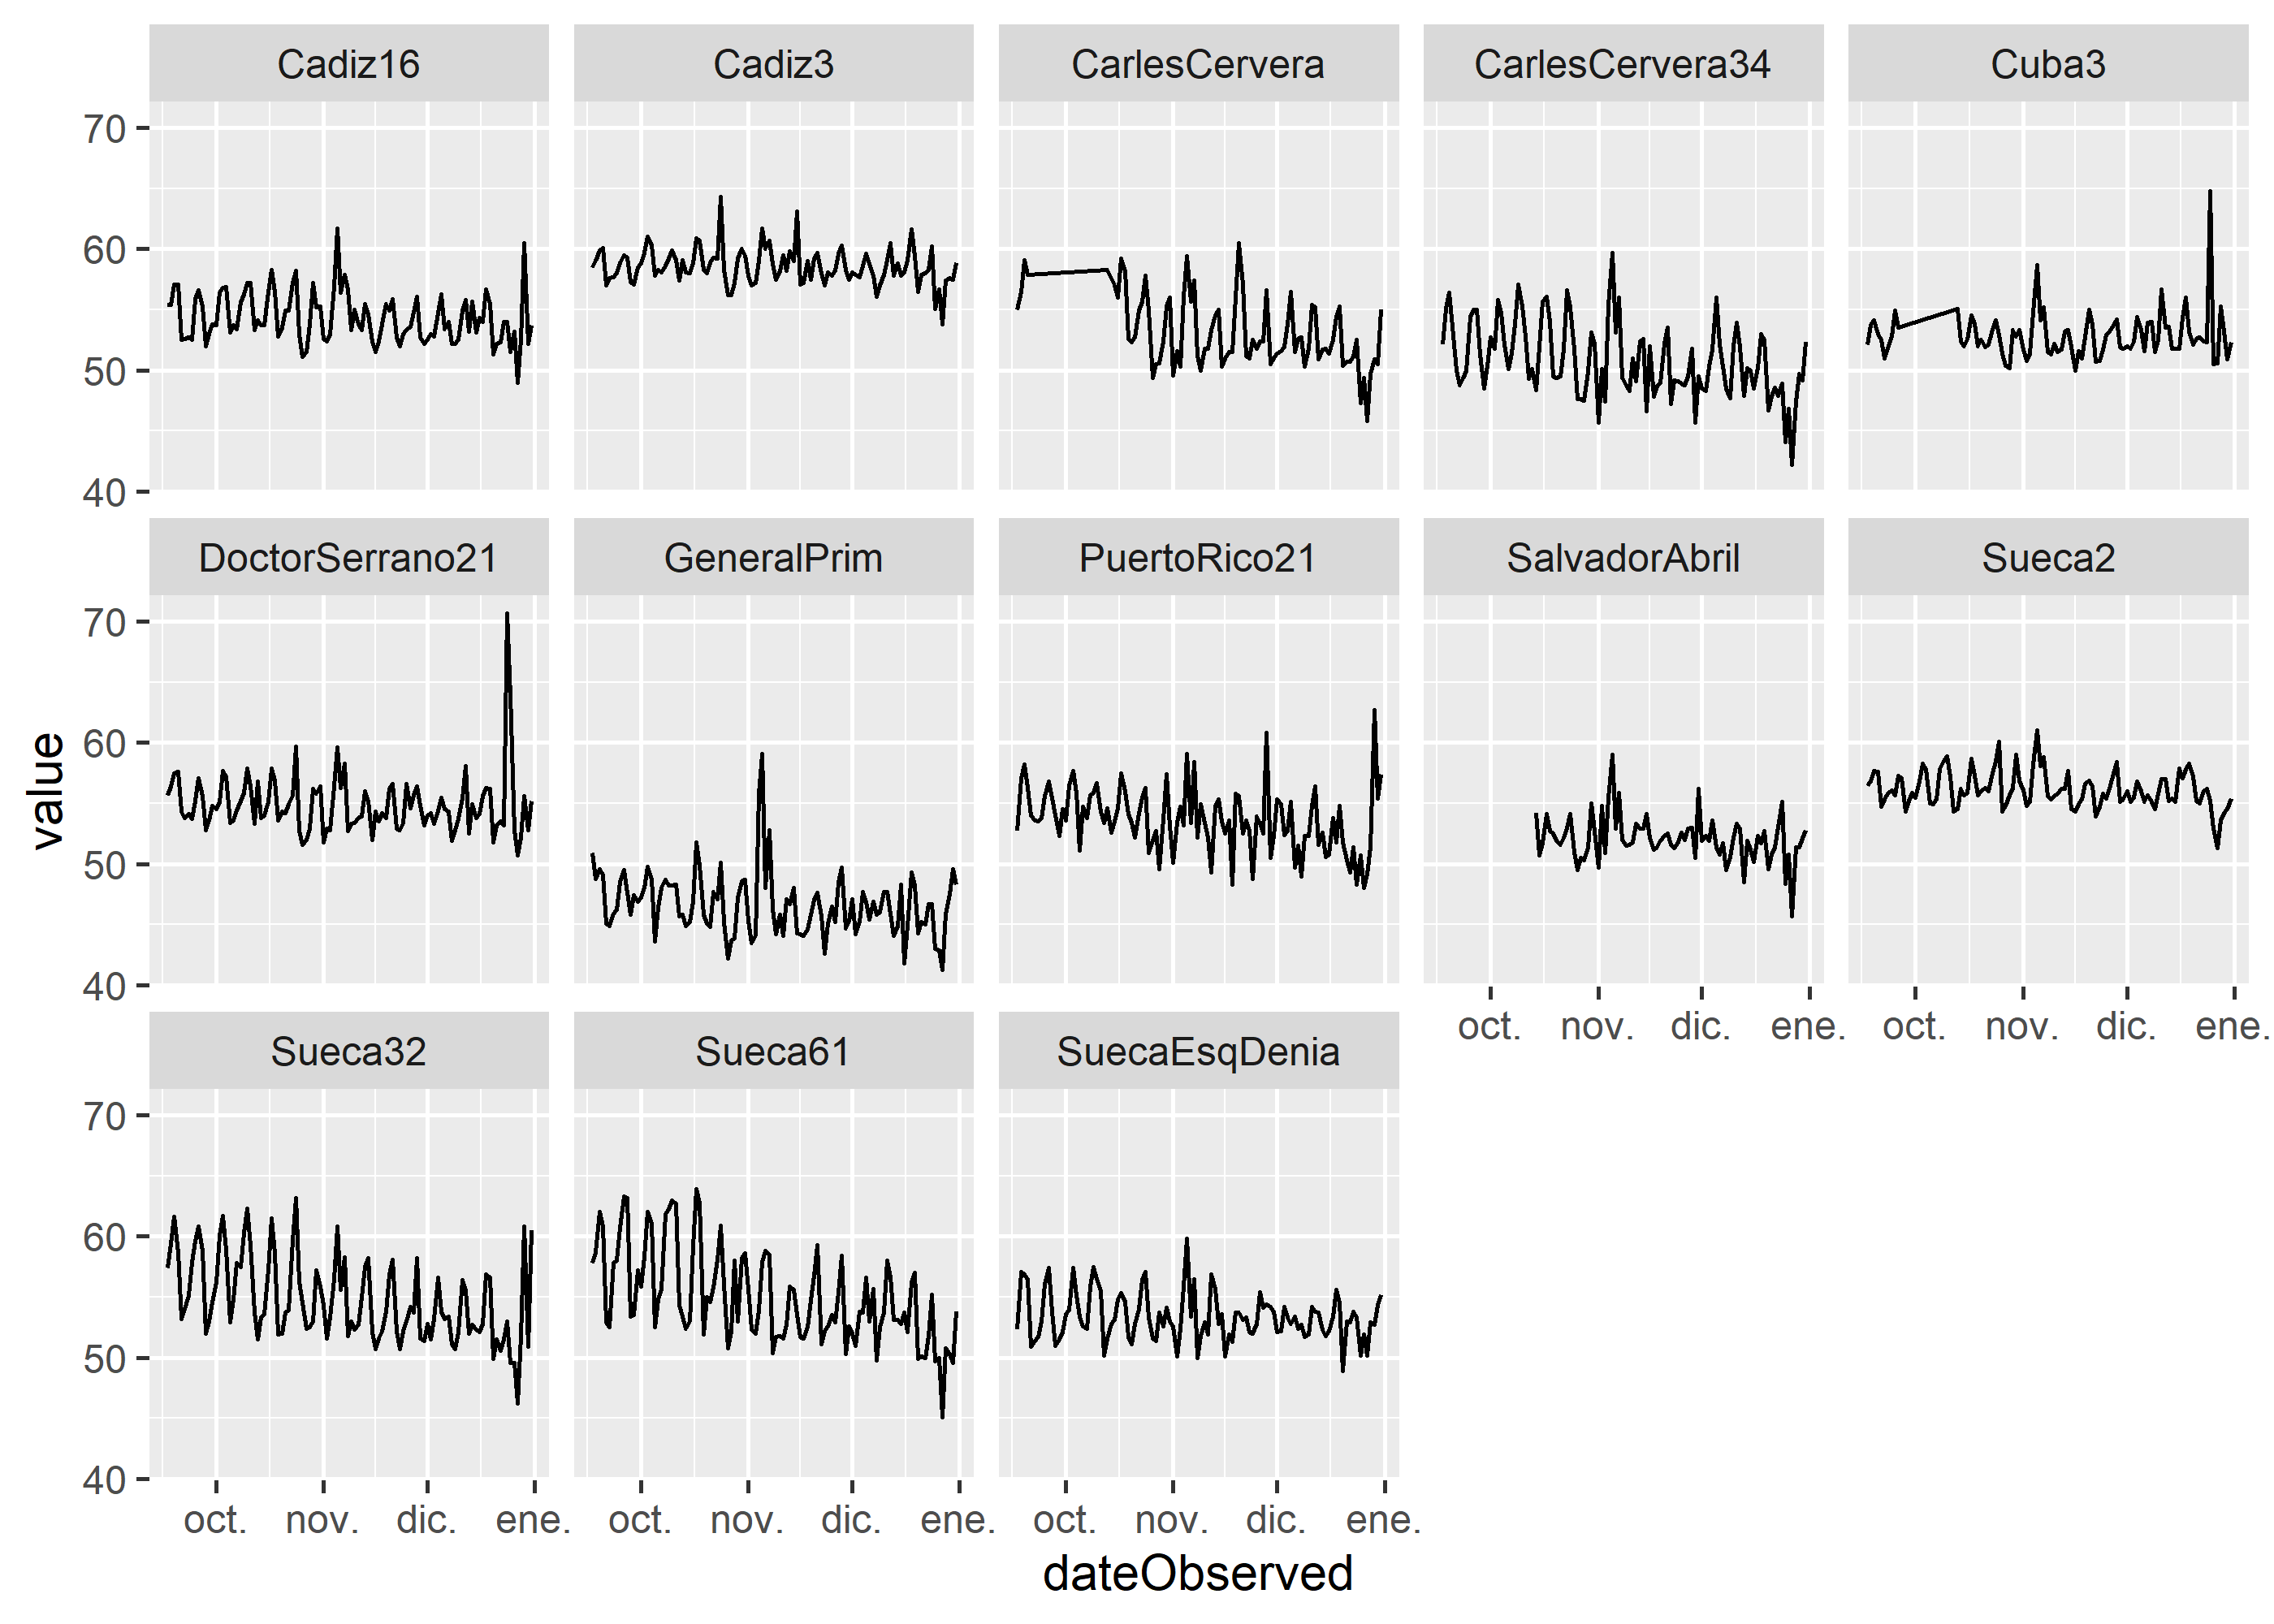 Cadiz16 Cadiz3 CarlesCervera CarlesCervera34 Cuba3
70
60
50
40
DoctorSerrano21 GeneralPrim PuertoRico21 SalvadorAbril Sueca2
70
60
50
40
oct. nov. dic. ene. oct. nov. dic. ene.
Sueca32 Sueca61 SuecaEsqDenia
70
60
50
40
oct. nov. dic. ene. oct. nov. dic. ene. oct. nov. dic. ene.
dateObserved
value